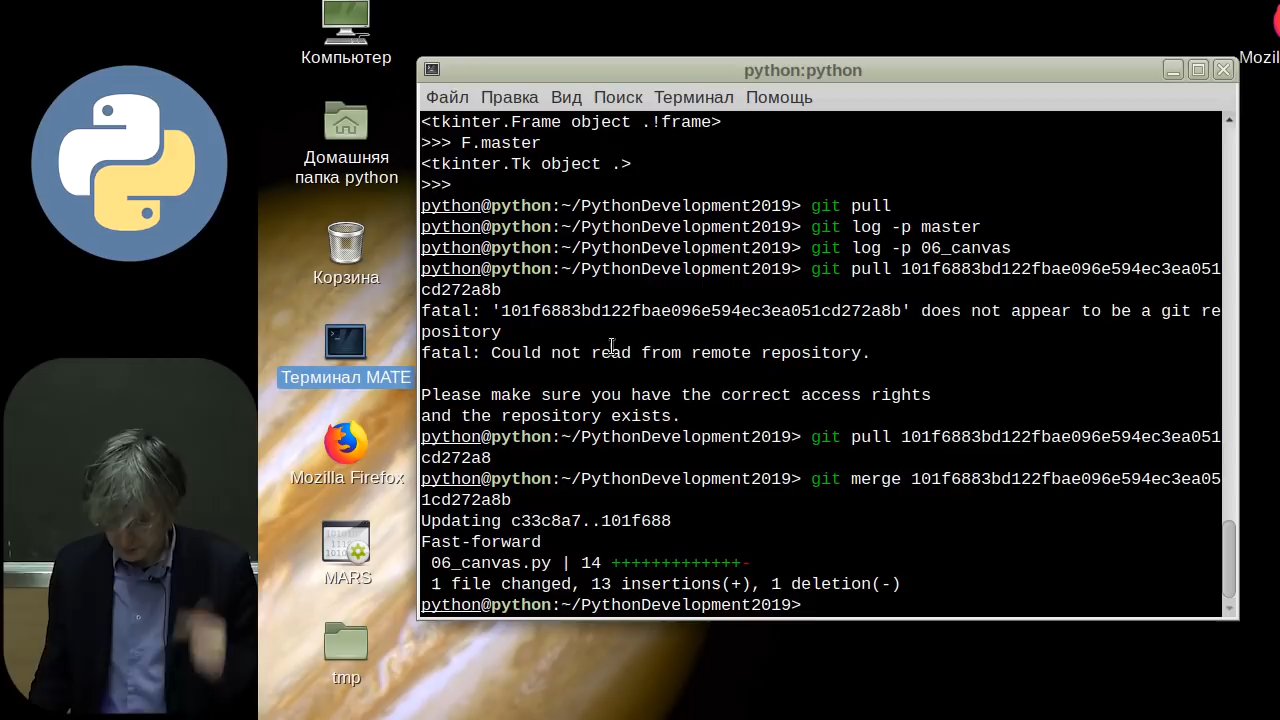 Компьютер
Домашняя
папка python
Корзина
Терминал MATE
Mozilla Firefox
MARS
tmp
python:python
Файл Правка Вид Поиск Терминал Помощь
<tkinter.Frame object .!frame>
>>> F.master
<tkinter.Tk object .>
>>>
python@python:~/PythonDevelopment2019> git pull
python@python:~/PythonDevelopment2019> git log -p master
python@python:~/PythonDevelopment2019> git log -p 06_canvas
python@python:~/PythonDevelopment2019> git pull 101f6883bd122fbae096e594ec3ea051
cd272a8b
fatal: '101f6883bd122fbae096e594ec3ea051cd272a8b' does not appear to be a git re
pository
fatal: Could not read from remote repository.
Please make sure you have the correct access rights
and the repository exists.
python@python:~/PythonDevelopment2019> git pull 101f6883bd122fbae096e594ec3ea051
cd272a8
python@python:~/PythonDevelopment2019> git merge 101f6883bd122fbae096e594ec3ea05
1cd272a8b
Updating c33c8a7..101f688
Fast-forward
06_canvas.py | 14 +++++++++++++-
1 file changed, 13 insertions(+), 1 deletion(-)
python@python:~/PythonDevelopment2019>